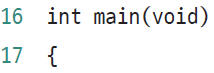 16 int main(void)
17 {